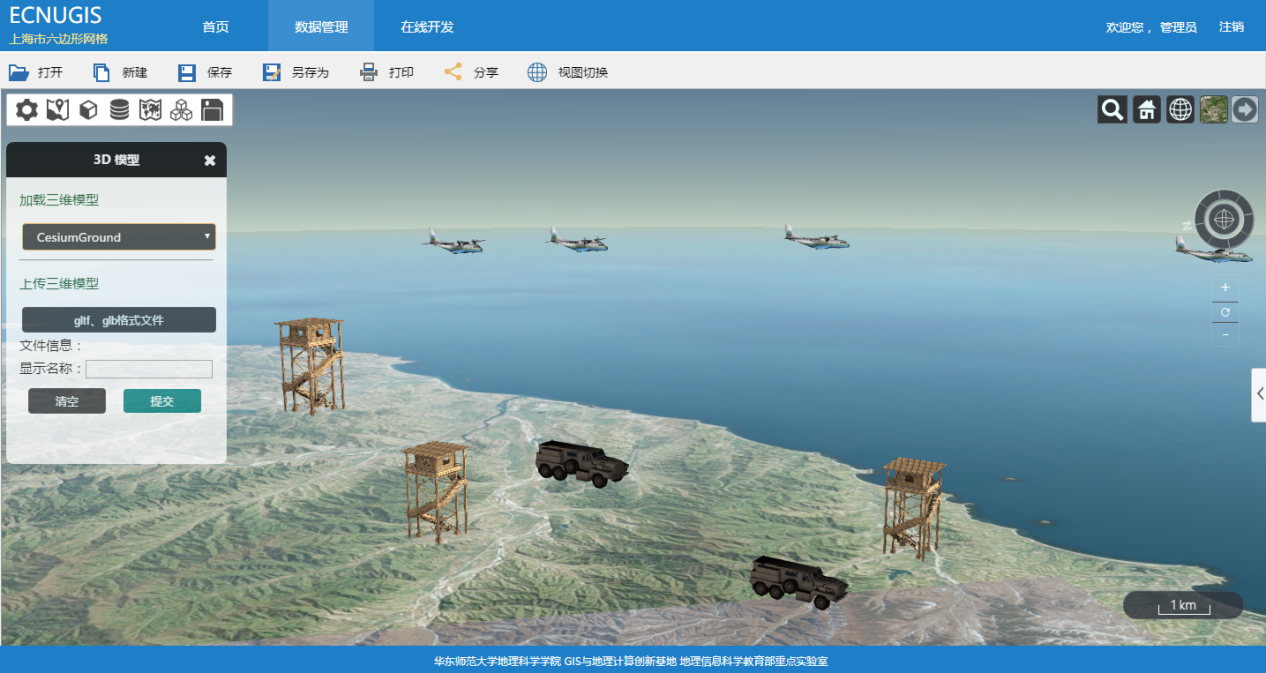 ECNUGIS
上海市六边形网格
首页
数据管理
在线开发
欢迎您 , 管理员
注销
打开
新建
保存
另存为
打印
分享
视图切换
3D 模型
加载三维模型
CesiumGround
上传三维模型
gltf、glb格式文件
文件信息 :
显示名称 :
清空
提交
1 km
华东师范大学地理科学学院 GIS与地理计算创新基地 地理信息科学教育部重点实验室